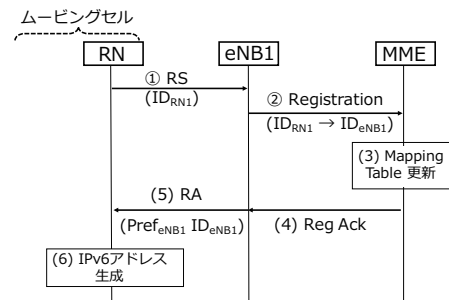 ムービングセル
RN
eNB1
MME
① RS
(IDRN1)
② Registration
(IDRN1 → IDeNB1)
(3) Mapping
Table 更新
(5) RA
(PrefeNB1 IDeNB1)
(4) Reg Ack
(6) IPv6アドレス
生成